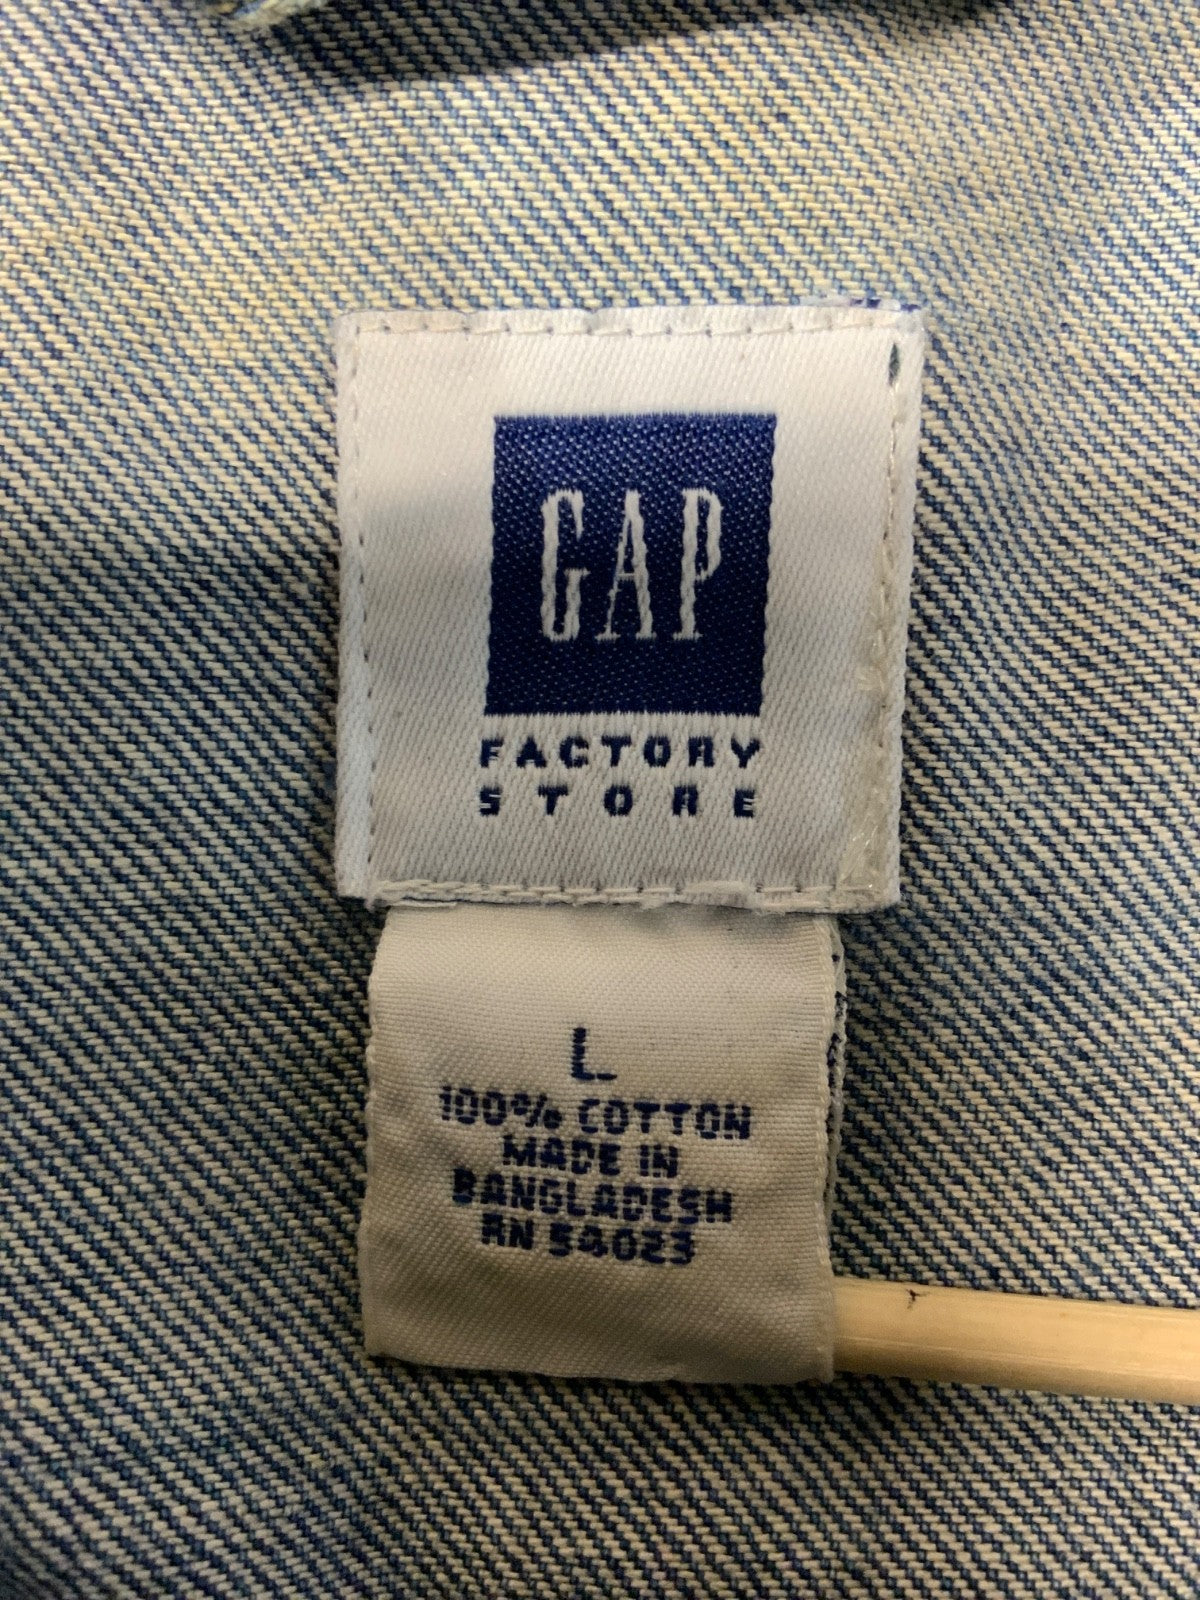 GAP
FACTORY
STORE
L
100% COTTON
MADE IN
BANGLADESH
RN 54023